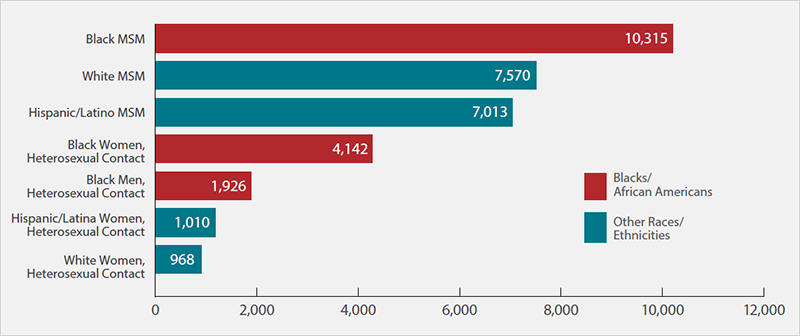 Black MSM
10,315
White MSM
7,570
Hispanic/Latino MSM
7,013
Black Women,
Heterosexual Contact
4,142
Black Men,
Heterosexual Contact
1,926
Hispanic/Latina Women,
Heterosexual Contact
1,010
White Women,
Heterosexual Contact
968
Blacks/
African Americans
Other Races/
Ethnicities
0
2,000
4,000
6,000
8,000
10,000
12,000